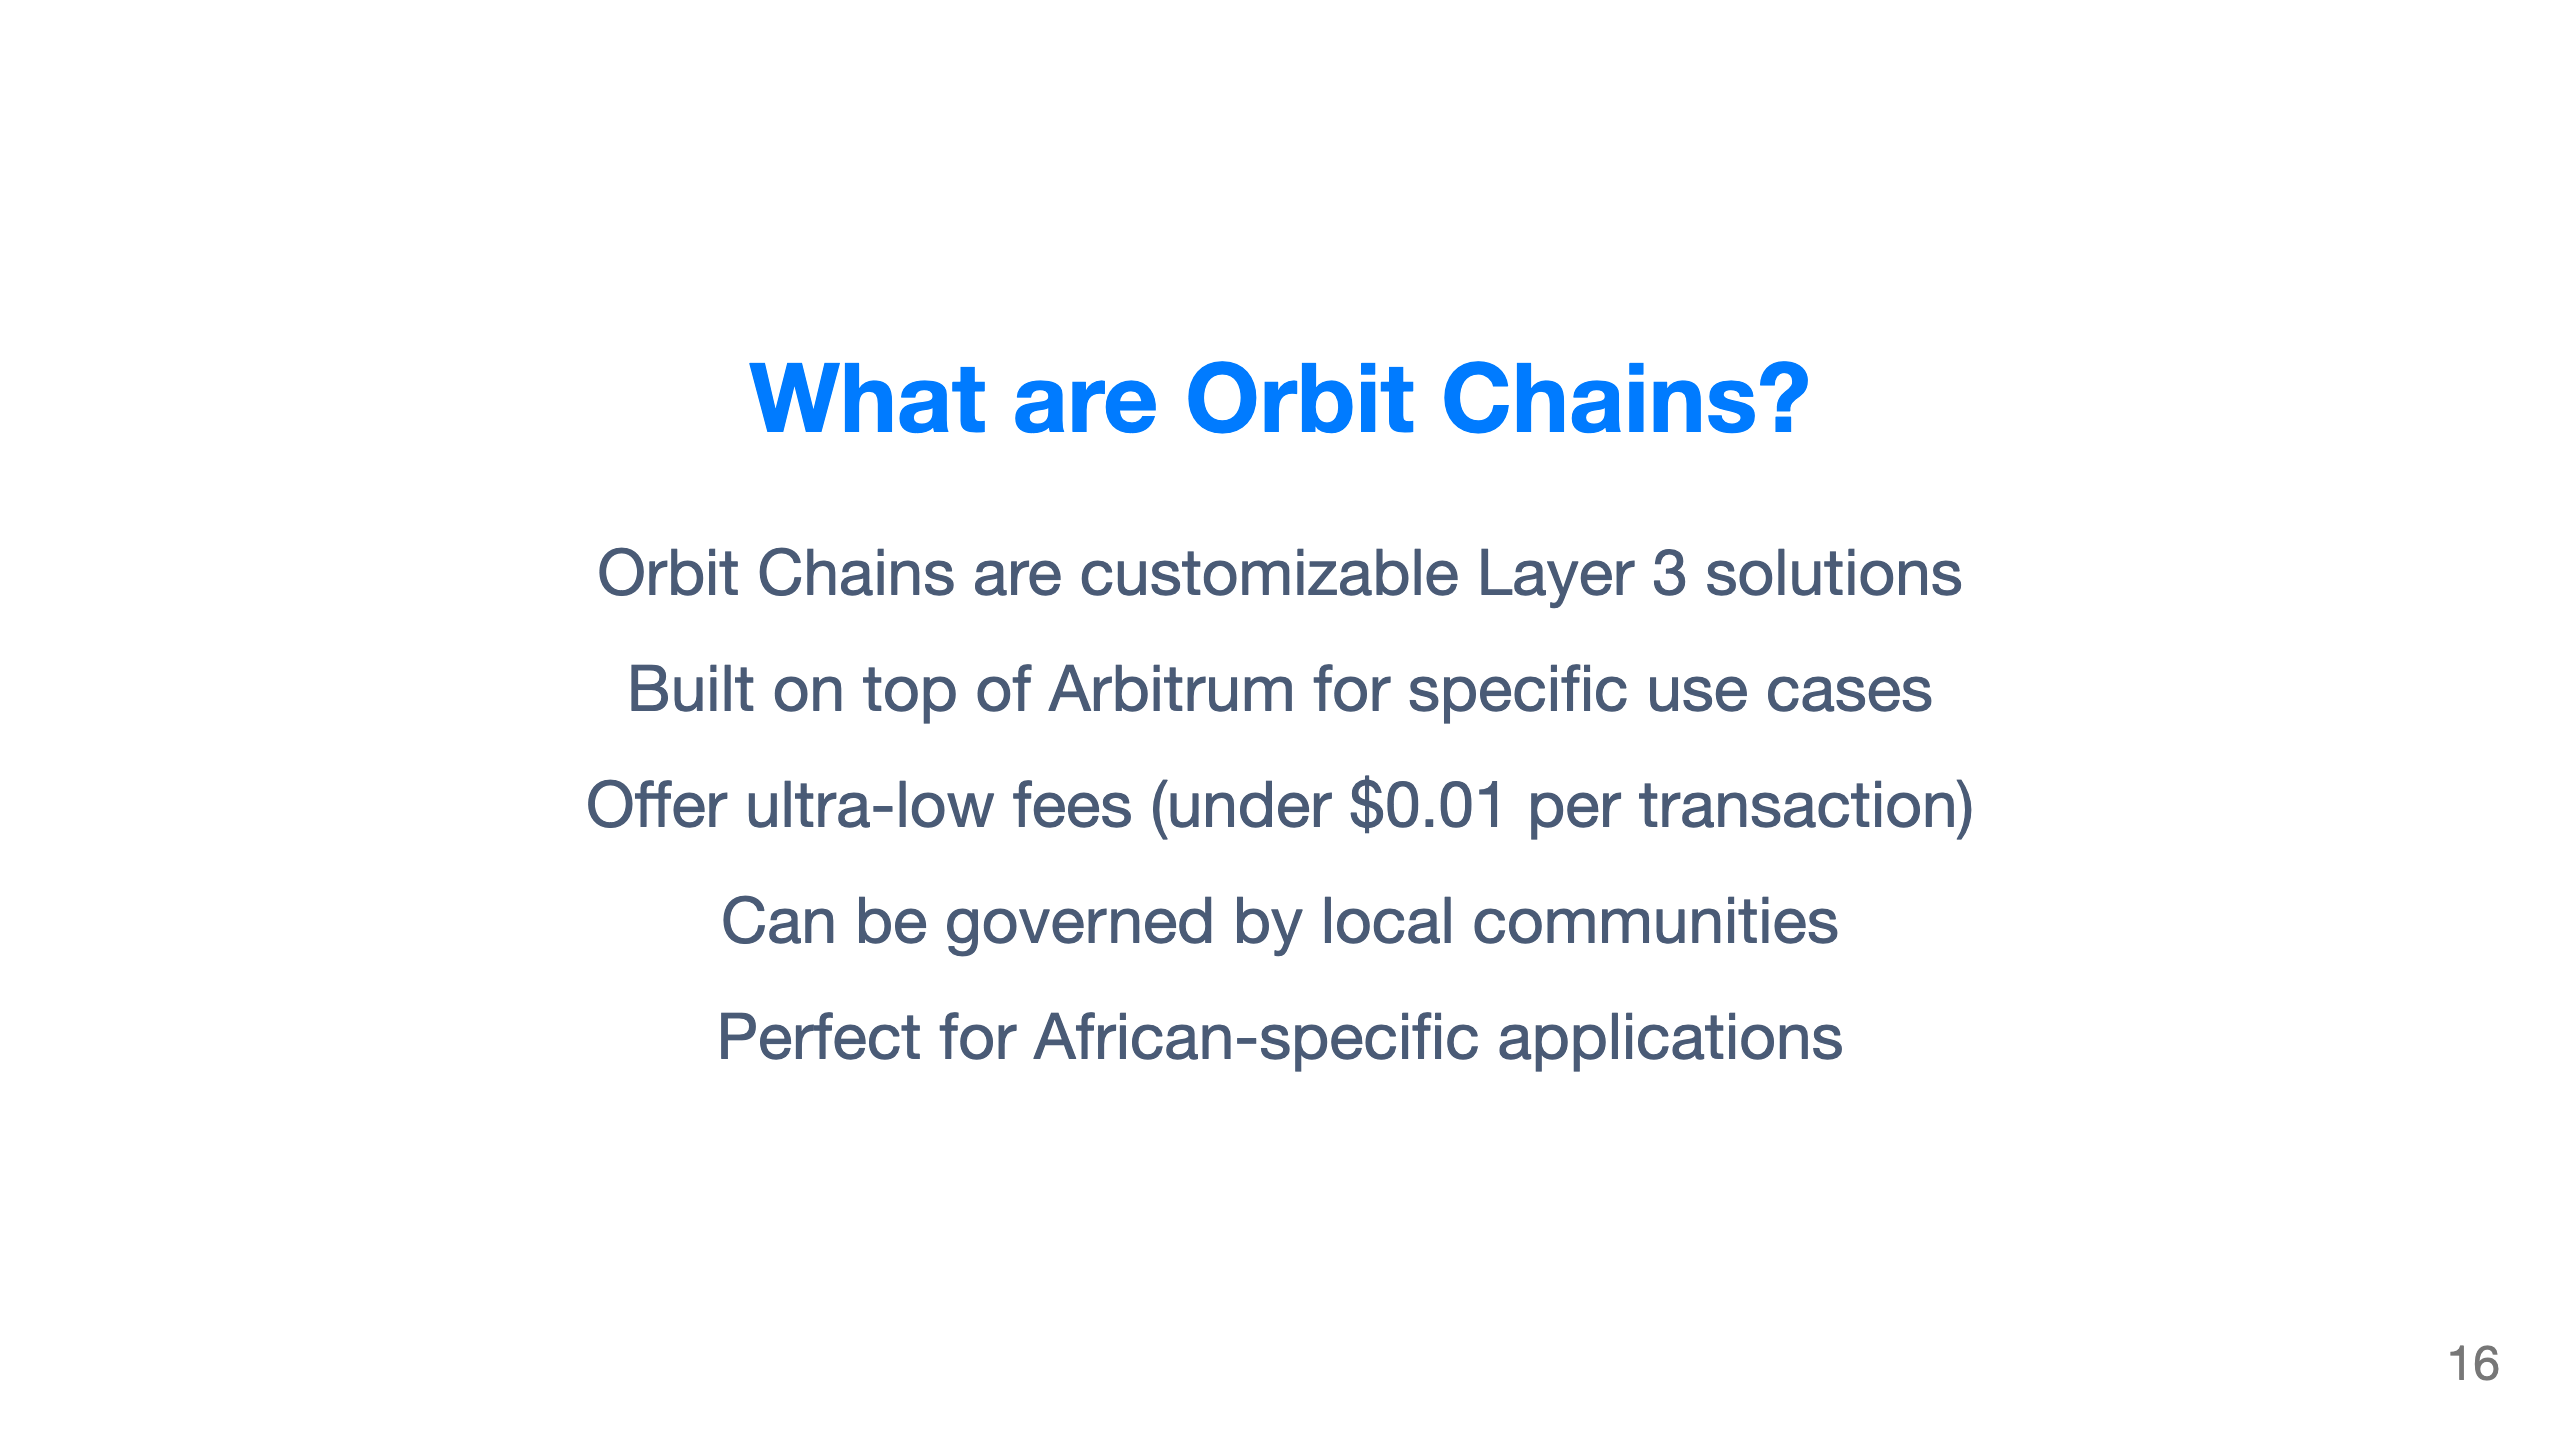 What are Orbit Chains?
Orbit Chains are customizable Layer 3 solutions
Built on top of Arbitrum for specific use cases
Offer ultra-low fees (under $0.01 per transaction)
Can be governed by local communities
Perfect for African-specific applications
16